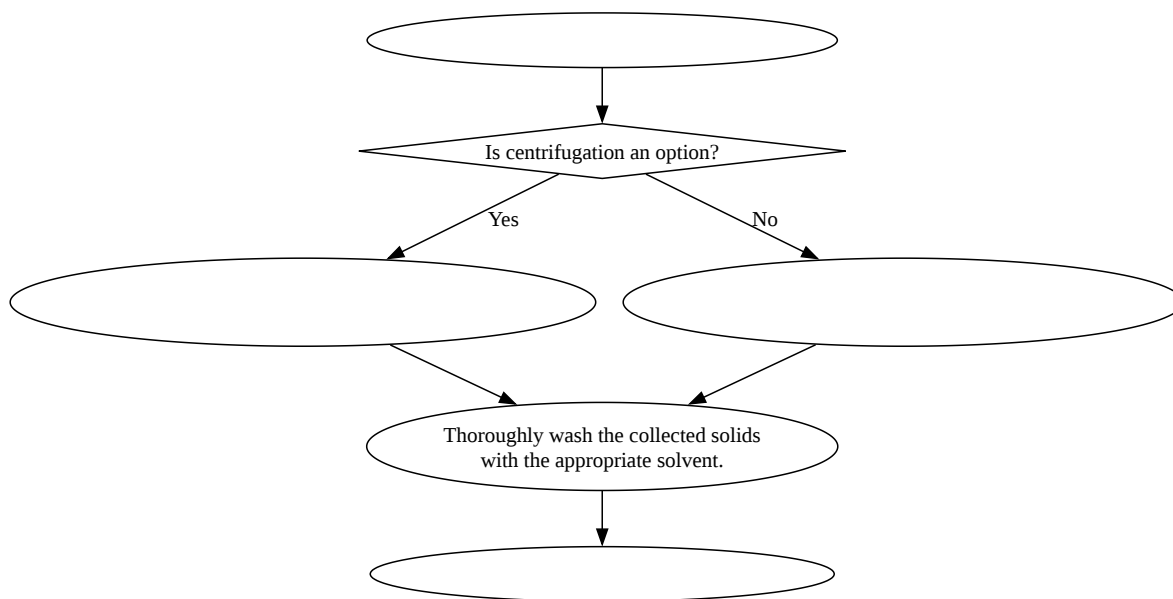 Is centrifugation an option?
Yes
No
Thoroughly wash the collected solids
with the appropriate solvent.